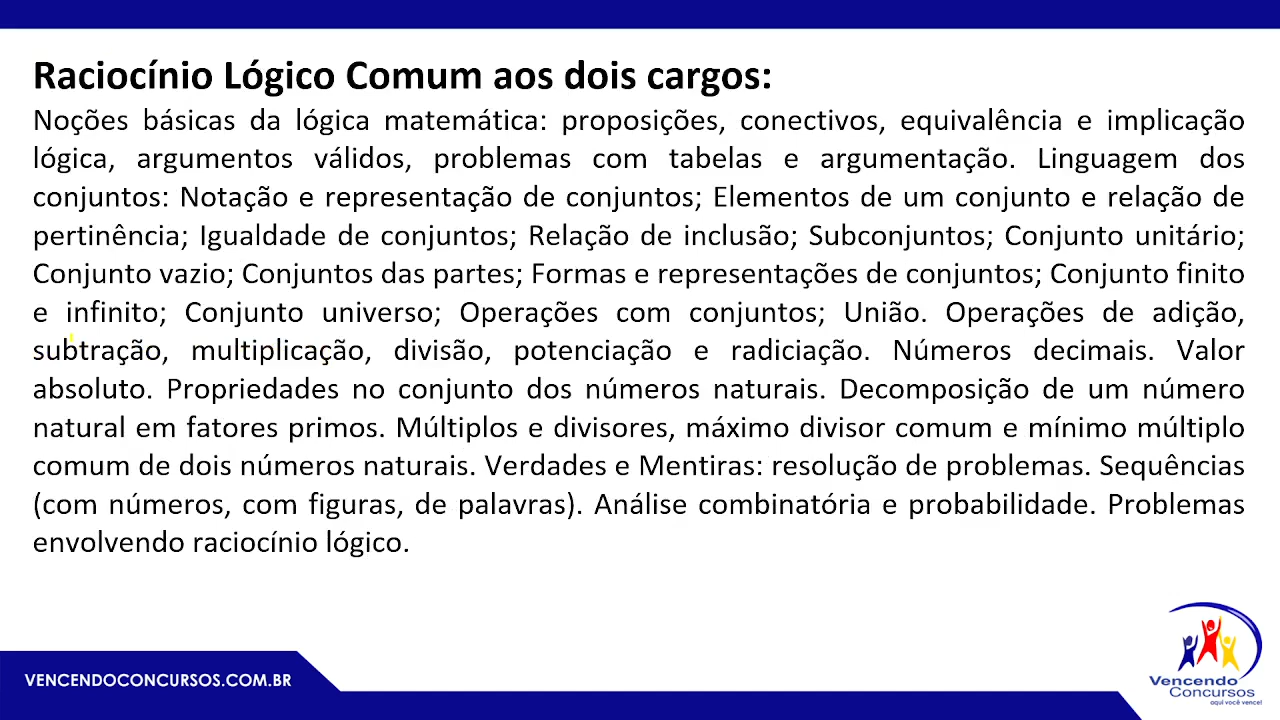 Raciocínio Lógico Comum aos dois cargos:
Noções básicas da lógica matemática: proposições, conectivos, equivalência e implicação
lógica, argumentos válidos, problemas com tabelas e argumentação. Linguagem dos
conjuntos: Notação e representação de conjuntos; Elementos de um conjunto e relação de
pertinência; Igualdade de conjuntos; Relação de inclusão; Subconjuntos; Conjunto unitário;
Conjunto vazio; Conjuntos das partes; Formas e representações de conjuntos; Conjunto finito
e infinito; Conjunto universo; Operações com conjuntos; União. Operações de adição,
subtração, multiplicação, divisão, potenciação e radiciação. Números decimais. Valor
absoluto. Propriedades no conjunto dos números naturais. Decomposição de um número
natural em fatores primos. Múltiplos e divisores, máximo divisor comum e mínimo múltiplo
comum de dois números naturais. Verdades e Mentiras: resolução de problemas. Sequências
(com números, com figuras, de palavras). Análise combinatória e probabilidade. Problemas
envolvendo raciocínio lógico.
VENCENDOCONCURSOS.COM.BR
Vencendo
Concursos
aqui você vence!